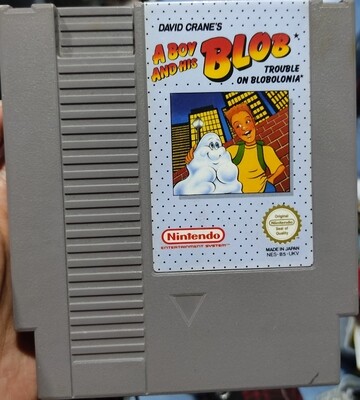 DAVID CRANE'S
A BOY
AND HIS
BLOB*
TROUBLE
ON BLOBOLONIA*
Nintendo
ENTERTAINMENT SYSTEM™
Original
Nintendo
Seal of
Quality
MADE IN JAPAN
NES-BS-UKV